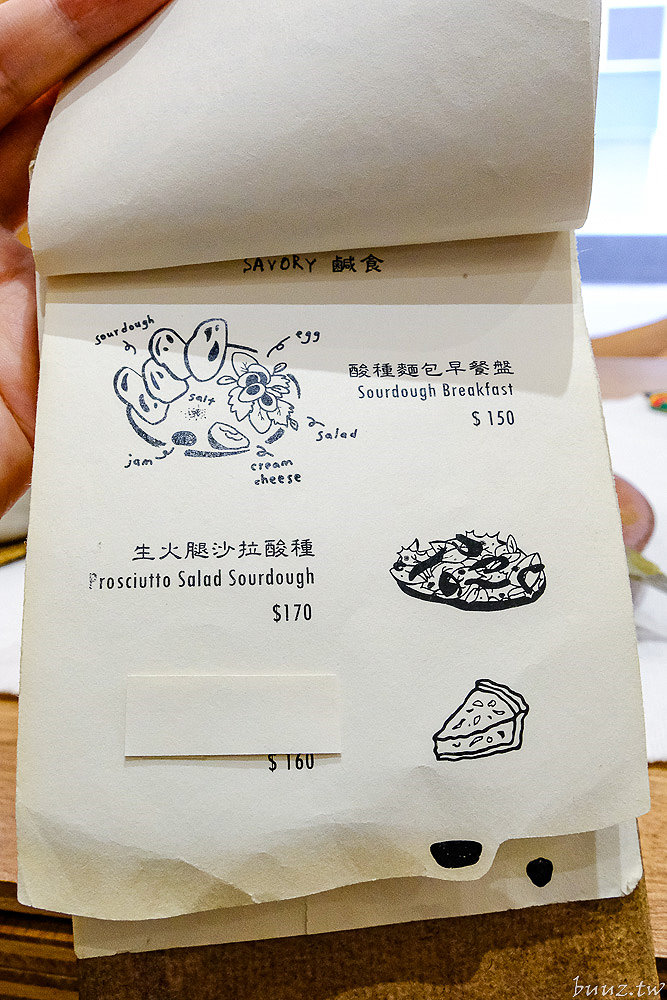 SAVORY 鹹食
sourdough
egg
salt
salad
jam
cream
cheese
酸種麵包早餐盤
Sourdough Breakfast
$ 150
生火腿沙拉酸種
Prosciutto Salad Sourdough
$170
$ 160
buuz.tw